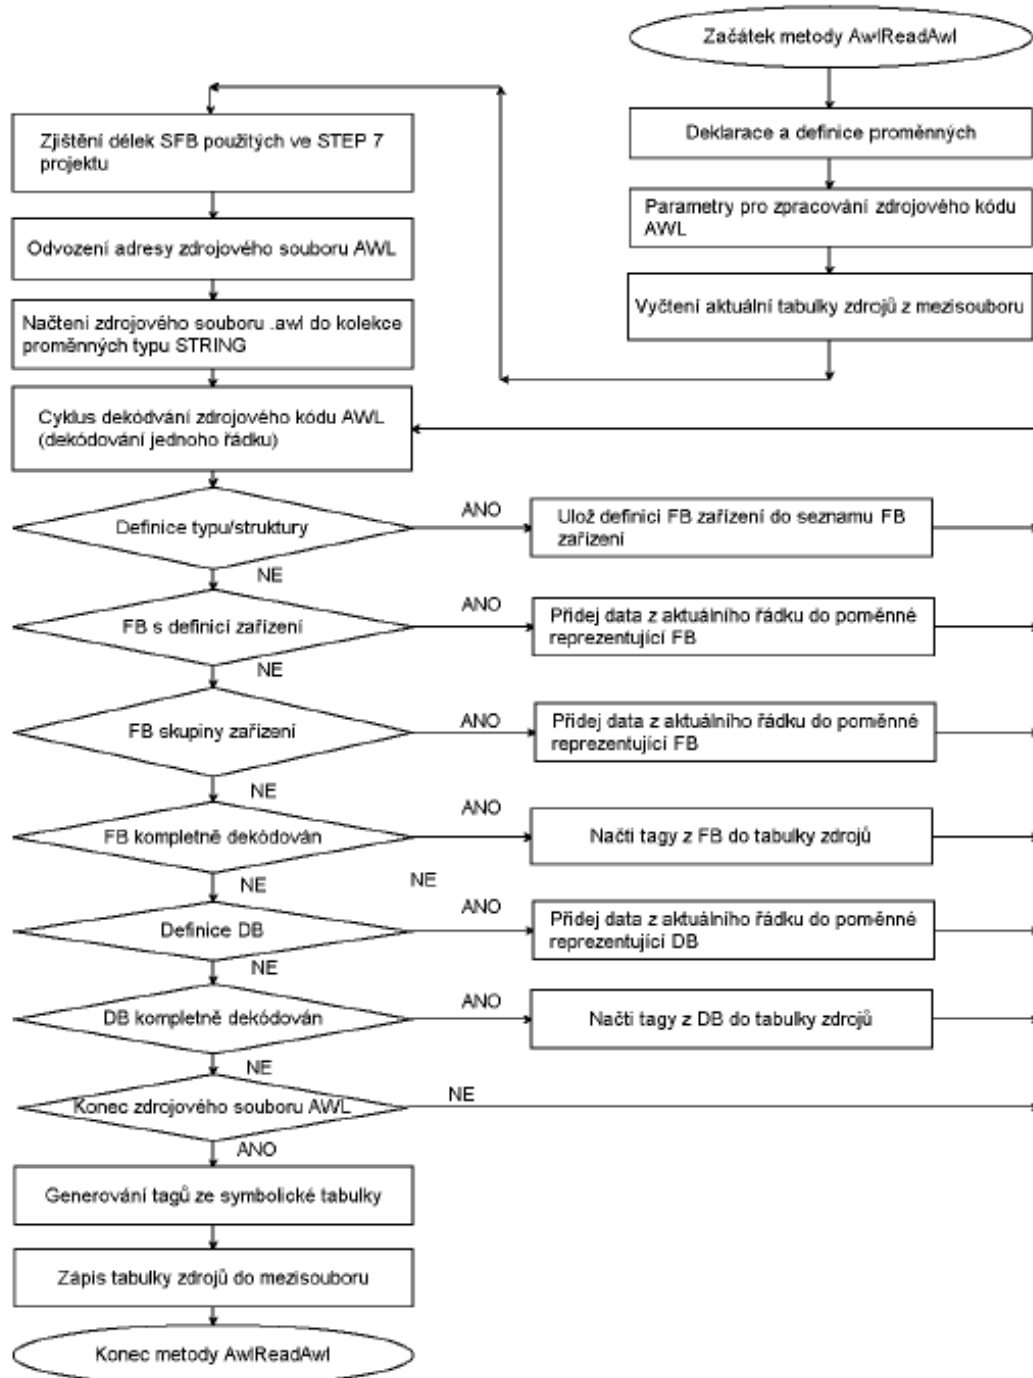 Začátek metody AwlReadAwl
Deklarace a definice proměnných
Parametry pro zpracování zdrojového kódu
AWL
Vyčtení aktuální tabulky zdrojů z mezisouboru
Zjištění délek SFB použitých ve STEP 7
projektu
Odvození adresy zdrojového souboru AWL
Načtení zdrojového souboru .awl do kolekce
proměnných typu STRING
Cyklus dekódvání zdrojového kódu AWL
(dekódování jednoho řádku)
Definice typu/struktury
ANO
Ulož definici FB zařízení do seznamu FB
zařízení
NE
FB s definicí zařízení
ANO
Přidej data z aktuálního řádku do poměnné
reprezentující FB
NE
FB skupiny zařízení
ANO
Přidej data z aktuálního řádku do poměnné
reprezentující FB
NE
FB kompletně dekódován
ANO
Načti tagy z FB do tabulky zdrojů
NE
NE
Definice DB
ANO
Přidej data z aktuálního řádku do poměnné
reprezentující DB
NE
DB kompletně dekódován
ANO
Načti tagy z DB do tabulky zdrojů
NE
Konec zdrojového souboru AWL
NE
ANO
Generování tagů ze symbolické tabulky
Zápis tabulky zdrojů do mezisouboru
Konec metody AwlReadAwl